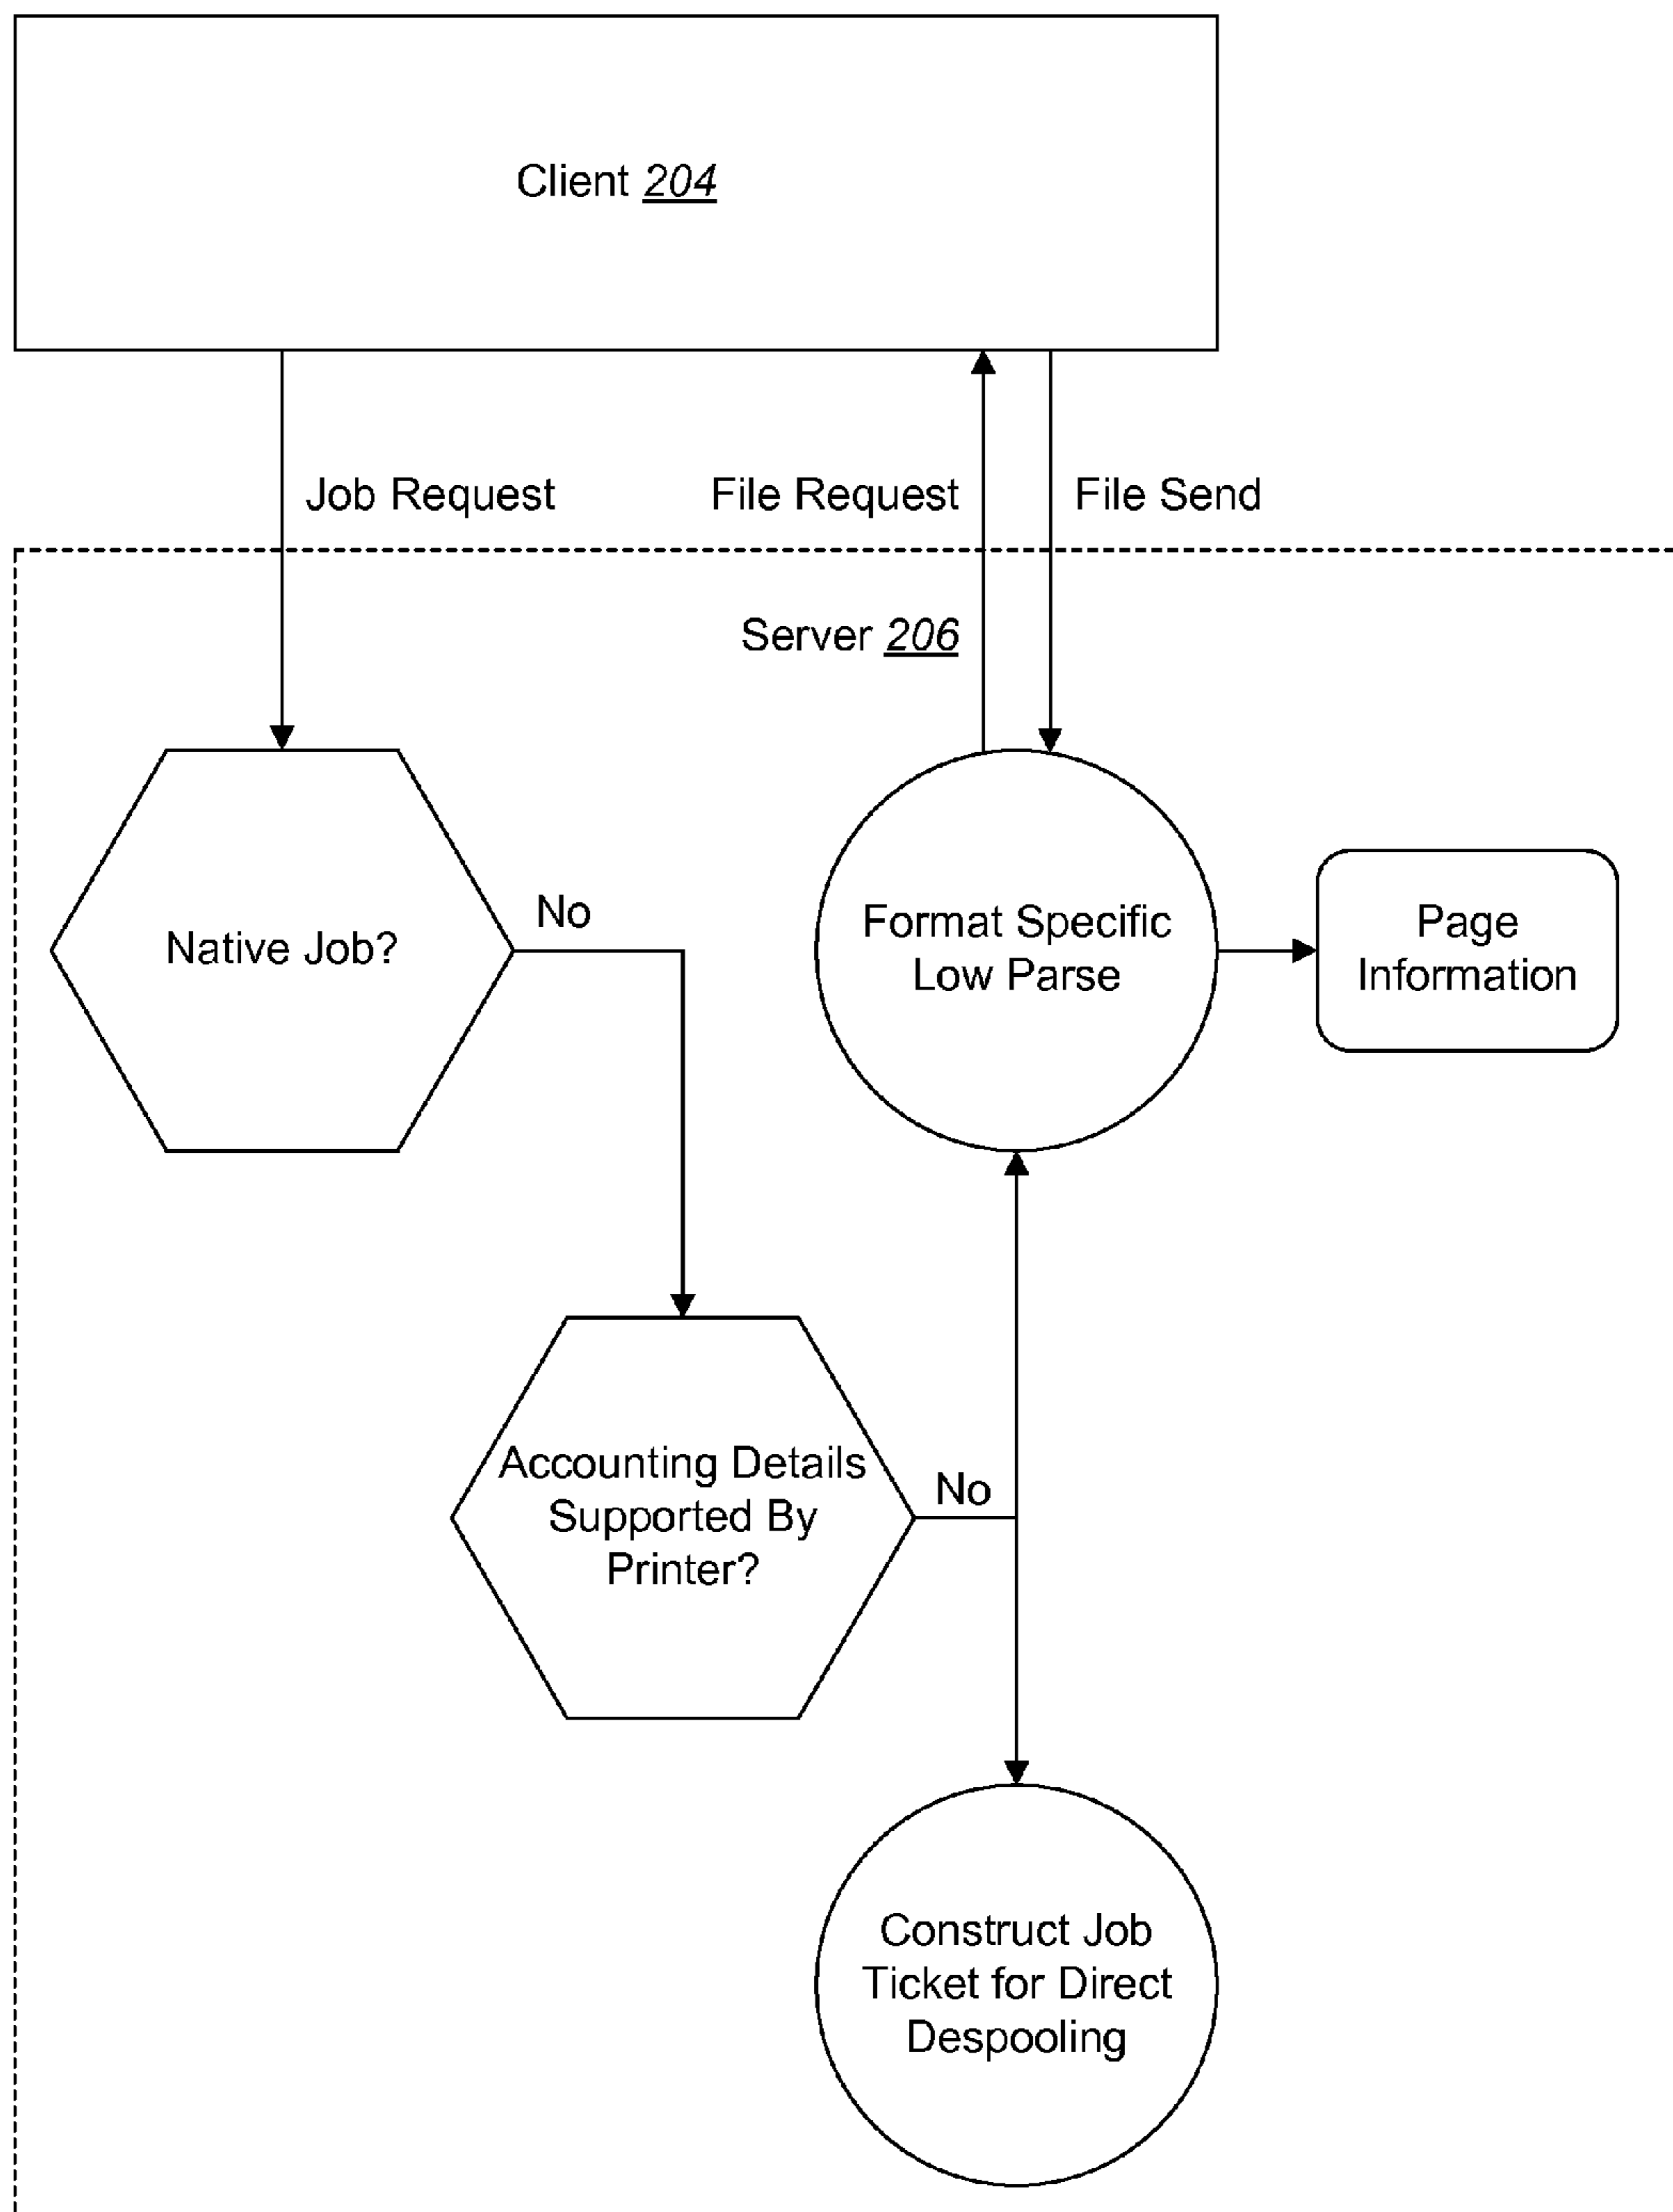 Client 204
Job Request
File Request
File Send
Server 206
Native Job?
No
Format Specific
Low Parse
Page
Information
Accounting Details
Supported By
Printer?
No
Construct Job
Ticket for Direct
Despooling